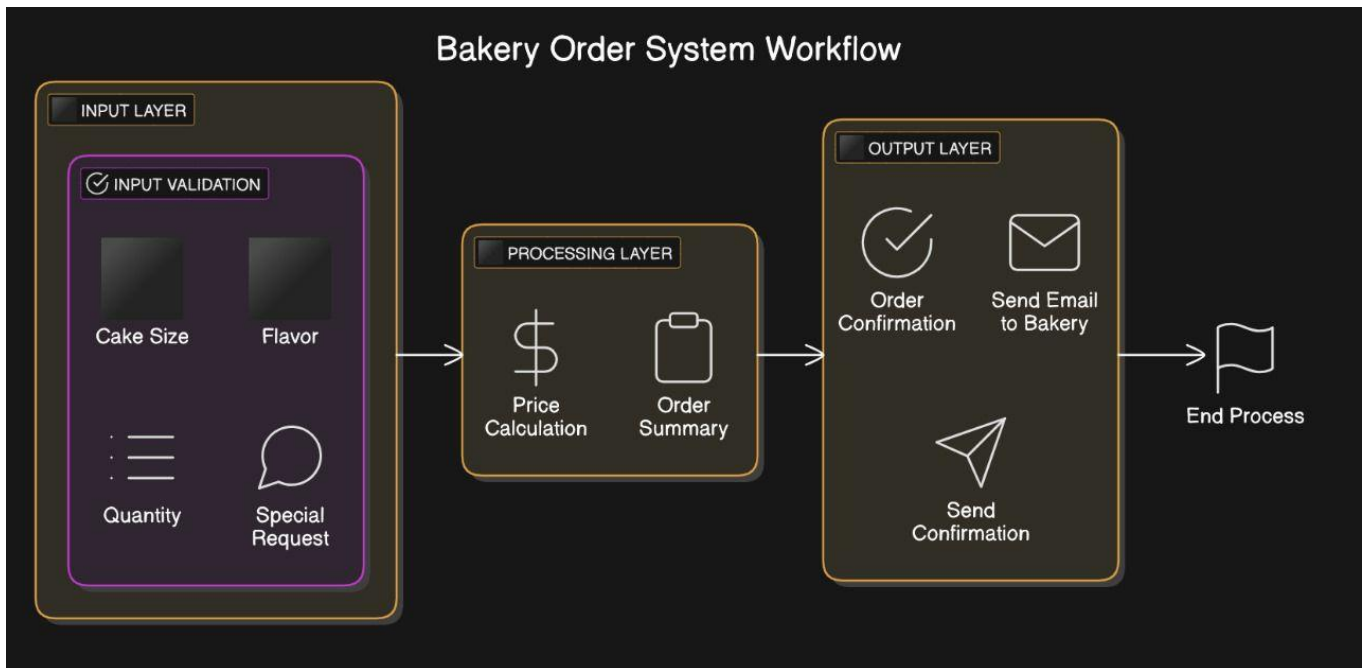 Bakery Order System Workflow
INPUT LAYER
INPUT VALIDATION
Cake Size
Flavor
Quantity
Special
Request
PROCESSING LAYER
Price
Calculation
Order
Summary
OUTPUT LAYER
Order
Confirmation
Send Email
to Bakery
Send
Confirmation
End Process